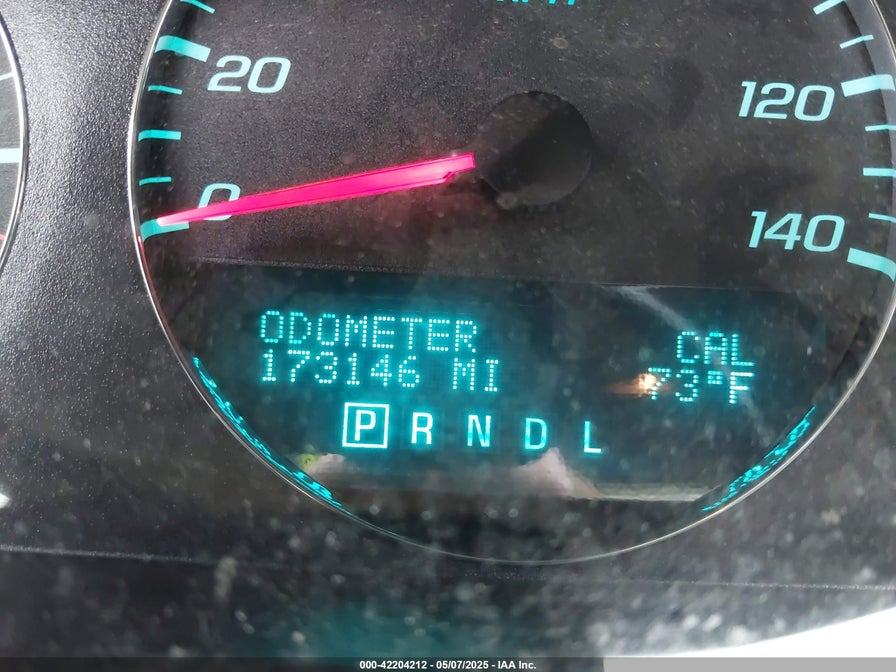 20
120
0
140
ODOMETER
CAL
173146 MI
73°F
P R N D L
000-42204212 - 05/07/2025 - IAA Inc.